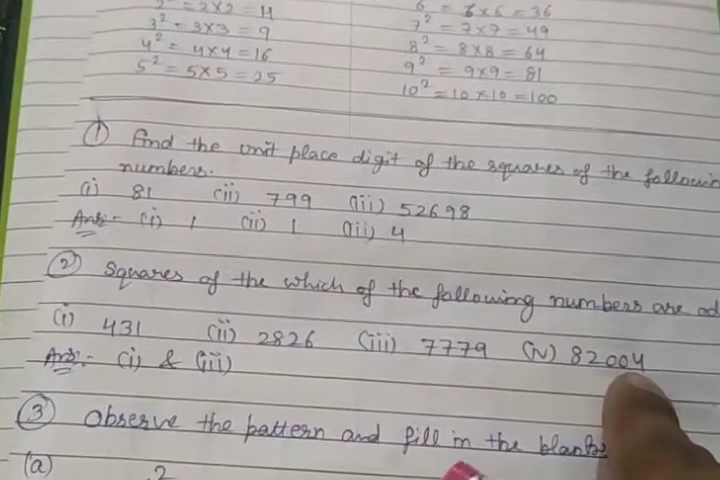 2² = 2×2 = 4
3² = 3×3 = 9
4² = 4×4 = 16
5² = 5×5 = 25
6² = 6×6 = 36
7² = 7×7 = 49
8² = 8×8 = 64
9² = 9×9 = 81
10² = 10×10 = 100
① Find the unit place digit of the squares of the
numbers.
(i) 81 (ii) 799 (iii) 52698
Ans:- (i) 1 (ii) 1 (iii) 4
② Squares of the which of the following numbers are
(i) 431 (ii) 2826 (iii) 7779 (iv) 82004
Ans:- (i) & (iii)
③ Observe the pattern and fill in the blanks
(a)